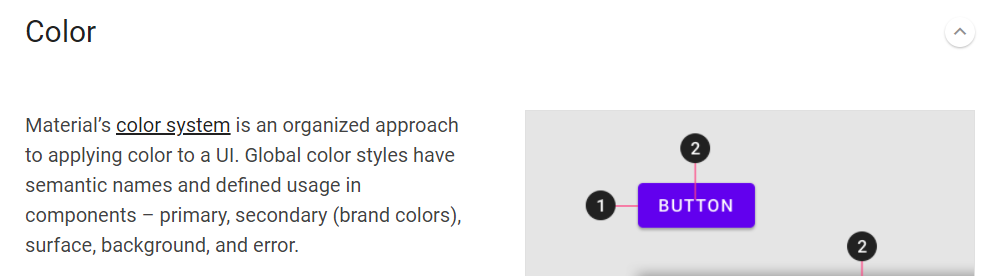 Color
Material’s color system is an organized approach
to applying color to a UI. Global color styles have
semantic names and defined usage in
components – primary, secondary (brand colors),
surface, background, and error.
2
1
BUTTON
2